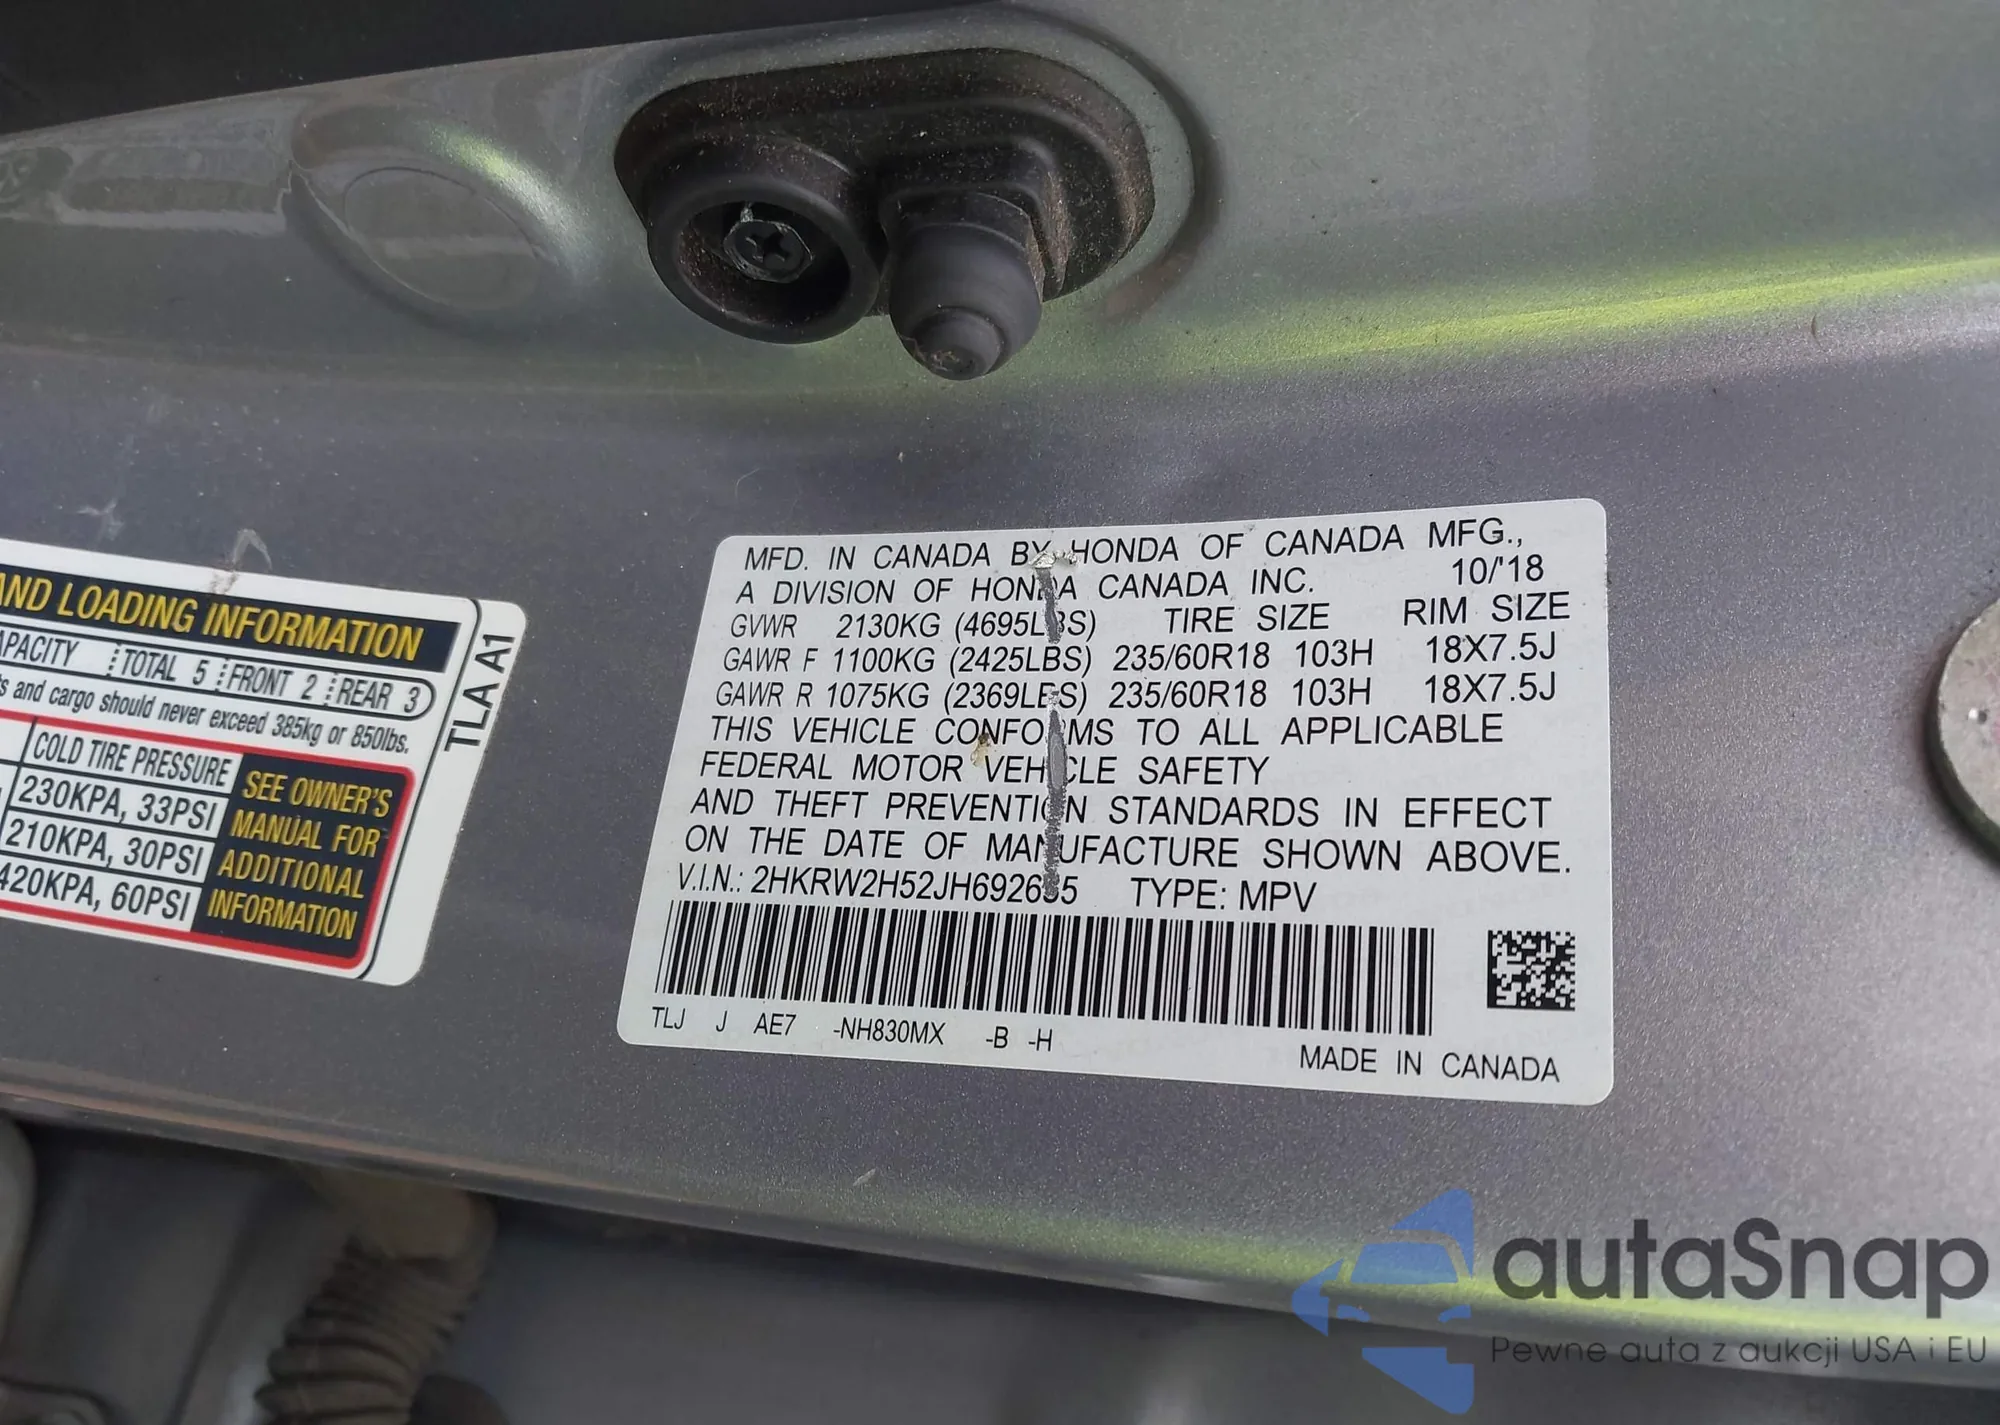 AND LOADING INFORMATION
APACITY TOTAL 5 FRONT 2 REAR 3
s and cargo should never exceed 385kg or 850lbs.
COLD TIRE PRESSURE
230KPA, 33PSI
210KPA, 30PSI
420KPA, 60PSI
SEE OWNER'S
MANUAL FOR
ADDITIONAL
INFORMATION
TLA A1
MFD. IN CANADA BY HONDA OF CANADA MFG.,
A DIVISION OF HONDA CANADA INC. 10/'18
GVWR 2130KG (4695LBS) TIRE SIZE RIM SIZE
GAWR F 1100KG (2425LBS) 235/60R18 103H 18X7.5J
GAWR R 1075KG (2369LBS) 235/60R18 103H 18X7.5J
THIS VEHICLE CONFORMS TO ALL APPLICABLE
FEDERAL MOTOR VEHICLE SAFETY
AND THEFT PREVENTION STANDARDS IN EFFECT
ON THE DATE OF MANUFACTURE SHOWN ABOVE.
V.I.N.: TYPE: MPV
TLJ J AE7 -NH830MX -B -H
MADE IN CANADA
autaSnap
Pewne auta z aukcji USA i EU